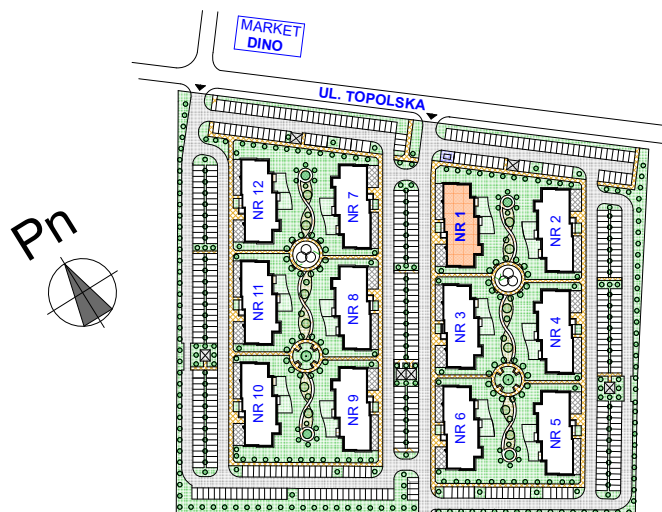 MARKET
DINO
UL. TOPOLSKA
Pn
NR 12
NR 7
NR 1
NR 2
NR 11
NR 8
NR 3
NR 4
NR 10
NR 9
NR 6
NR 5